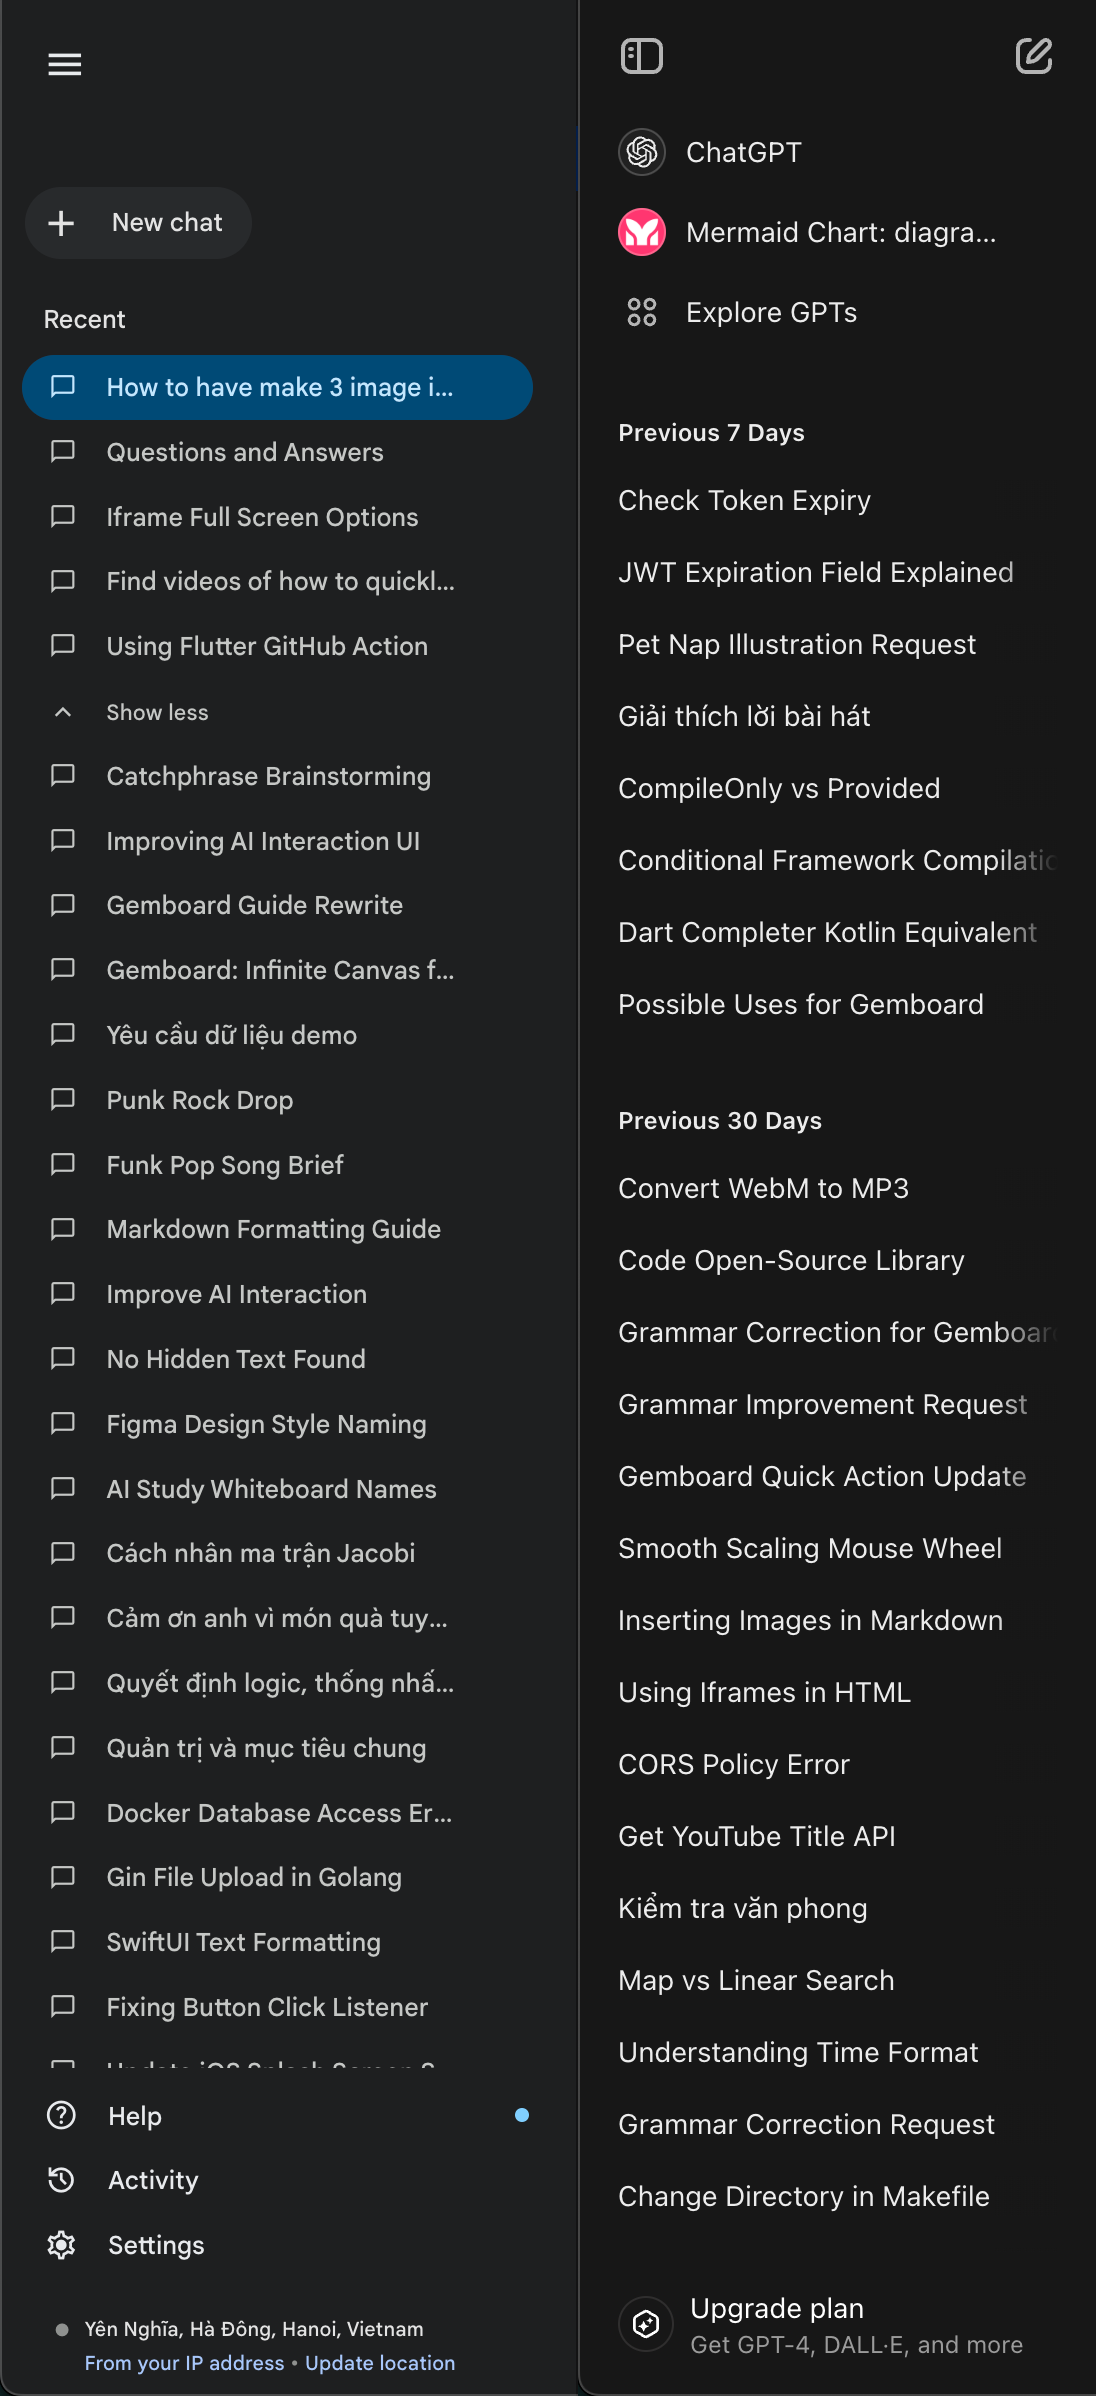 New chat
Recent
How to have make 3 image i...
Questions and Answers
Iframe Full Screen Options
Find videos of how to quickl...
Using Flutter GitHub Action
Show less
Catchphrase Brainstorming
Improving AI Interaction UI
Gemboard Guide Rewrite
Gemboard: Infinite Canvas f...
Yêu cầu dữ liệu demo
Punk Rock Drop
Funk Pop Song Brief
Markdown Formatting Guide
Improve AI Interaction
No Hidden Text Found
Figma Design Style Naming
AI Study Whiteboard Names
Cách nhân ma trận Jacobi
Cảm ơn anh vì món quà tuy...
Quyết định logic, thống nhấ...
Quản trị và mục tiêu chung
Docker Database Access Er...
Gin File Upload in Golang
SwiftUI Text Formatting
Fixing Button Click Listener
Update iOS Splash Screen
Help
Activity
Settings
Yên Nghĩa, Hà Đông, Hanoi, Vietnam
From your IP address • Update location
ChatGPT
Mermaid Chart: diagra...
Explore GPTs
Previous 7 Days
Check Token Expiry
JWT Expiration Field Explained
Pet Nap Illustration Request
Giải thích lời bài hát
CompileOnly vs Provided
Conditional Framework Compilatio
Dart Completer Kotlin Equivalent
Possible Uses for Gemboard
Previous 30 Days
Convert WebM to MP3
Code Open-Source Library
Grammar Correction for Gemboard
Grammar Improvement Request
Gemboard Quick Action Update
Smooth Scaling Mouse Wheel
Inserting Images in Markdown
Using Iframes in HTML
CORS Policy Error
Get YouTube Title API
Kiểm tra văn phong
Map vs Linear Search
Understanding Time Format
Grammar Correction Request
Change Directory in Makefile
Upgrade plan
Get GPT-4, DALL·E, and more